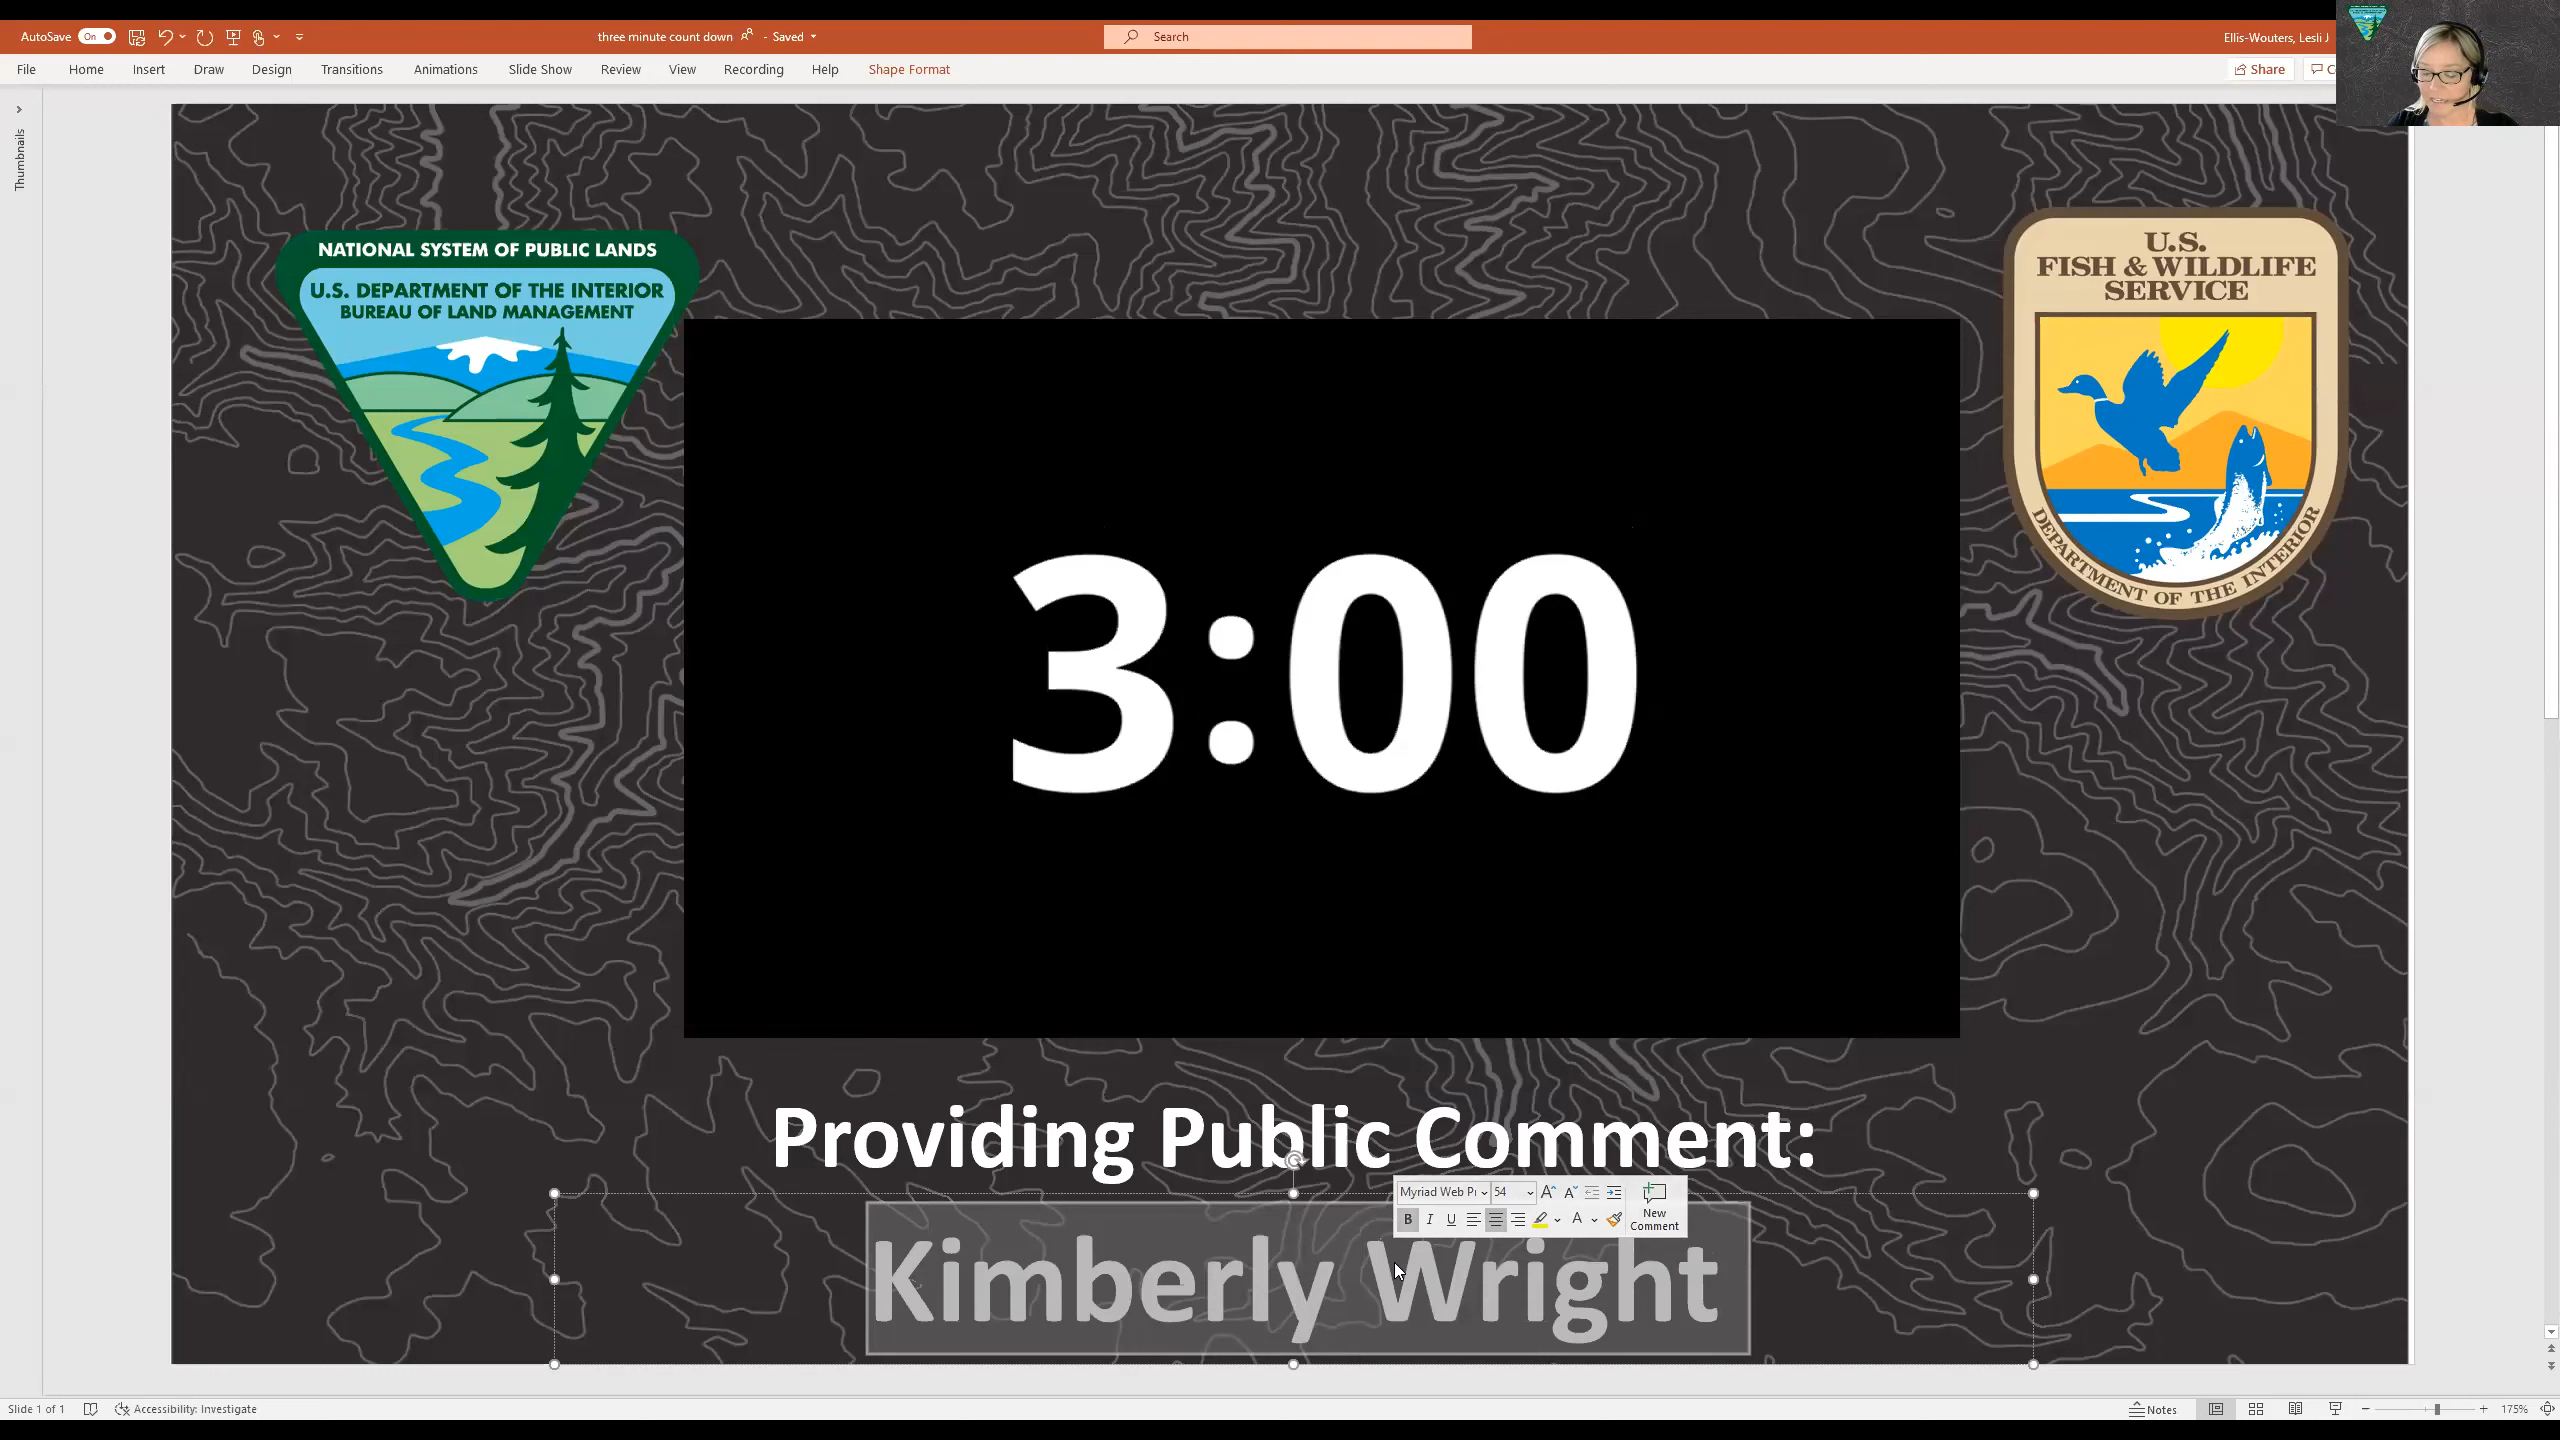 AutoSave On
three minute count down - Saved
Search
Ellis-Wouters, Lesli J
File Home Insert Draw Design Transitions Animations Slide Show Review View Recording Help Shape Format
Share
Thumbnails
NATIONAL SYSTEM OF PUBLIC LANDS
U.S. DEPARTMENT OF THE INTERIOR
BUREAU OF LAND MANAGEMENT
U.S.
FISH & WILDLIFE
SERVICE
DEPARTMENT OF THE INTERIOR
3:00
Providing Public Comment:
Myriad Web Pr 54
New
Comment
B I U
Kimberly Wright
Slide 1 of 1 Accessibility: Investigate
Notes 175%